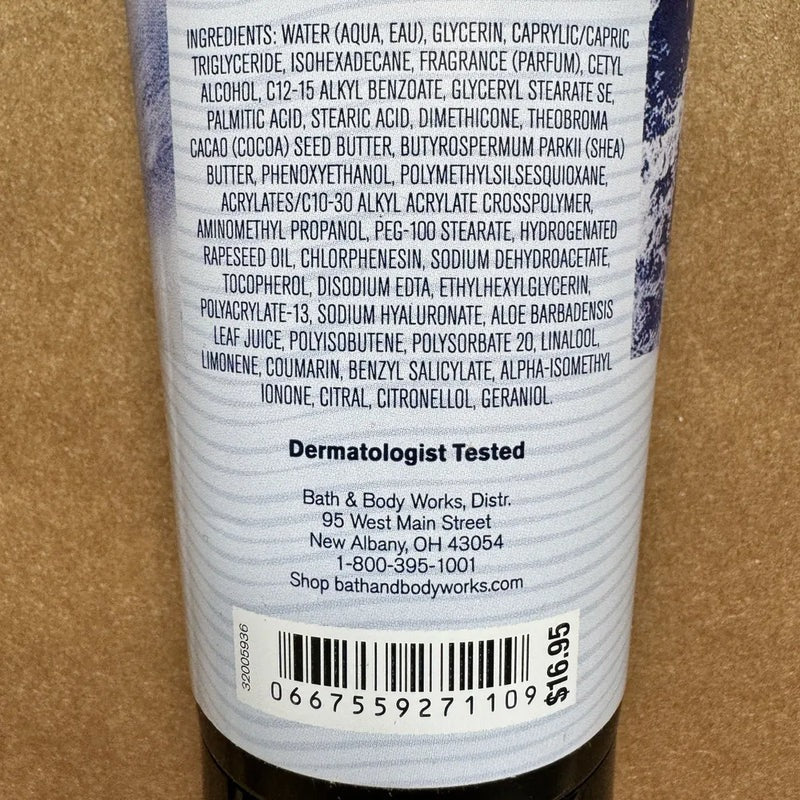 INGREDIENTS: WATER (AQUA, EAU), GLYCERIN, CAPRYLIC/CAPRIC
TRIGLYCERIDE, ISOHEXADECANE, FRAGRANCE (PARFUM), CETYL
ALCOHOL, C12-15 ALKYL BENZOATE, GLYCERYL STEARATE SE,
PALMITIC ACID, STEARIC ACID, DIMETHICONE, THEOBROMA
CACAO (COCOA) SEED BUTTER, BUTYROSPERMUM PARKII (SHEA)
BUTTER, PHENOXYETHANOL, POLYMETHYLSILSESQUIOXANE,
ACRYLATES/C10-30 ALKYL ACRYLATE CROSSPOLYMER,
AMINOMETHYL PROPANOL, PEG-100 STEARATE, HYDROGENATED
RAPESEED OIL, CHLORPHENESIN, SODIUM DEHYDROACETATE,
TOCOPHEROL, DISODIUM EDTA, ETHYLHEXYLGLYCERIN,
POLYACRYLATE-13, SODIUM HYALURONATE, ALOE BARBADENSIS
LEAF JUICE, POLYISOBUTENE, POLYSORBATE 20, LINALOOL,
LIMONENE, COUMARIN, BENZYL SALICYLATE, ALPHA-ISOMETHYL
IONONE, CITRAL, CITRONELLOL, GERANIOL.
Dermatologist Tested
Bath & Body Works, Distr.
95 West Main Street
New Albany, OH 43054
1-800-395-1001
Shop bathandbodyworks.com
32005936
0667559271109
$16.95